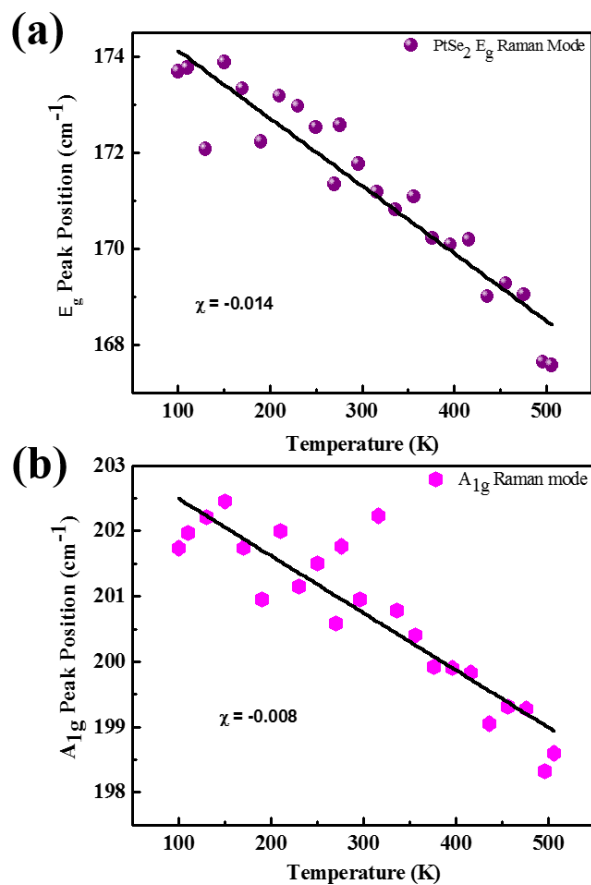 (a)
PtSe2 Eg Raman Mode
174
172
170
168
Eg Peak Position (cm-1)
χ = -0.014
100 200 300 400 500
Temperature (K)
(b)
A1g Raman mode
203
202
201
200
199
198
A1g Peak Position (cm-1)
χ = -0.008
100 200 300 400 500
Temperature (K)